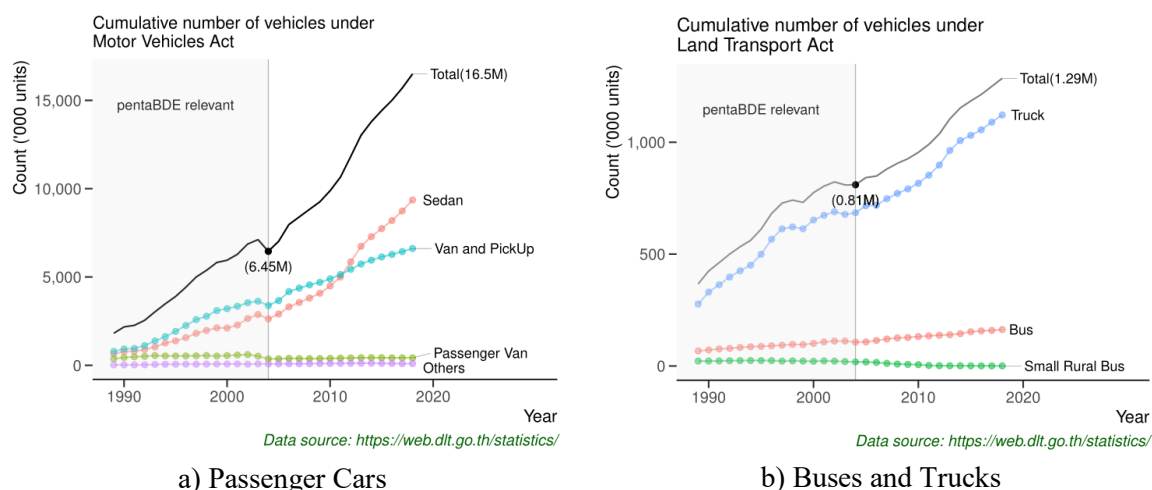 Cumulative number of vehicles under
Motor Vehicles Act
Count ('000 units)
15,000
10,000
5,000
0
pentaBDE relevant
Total(16.5M)
Sedan
Van and PickUp
(6.45M)
Passenger Van
Others
1990
2000
2010
2020
Year
Data source: https://web.dlt.go.th/statistics/
a) Passenger Cars
Cumulative number of vehicles under
Land Transport Act
Count ('000 units)
1,000
500
0
pentaBDE relevant
Total(1.29M)
Truck
(0.81M)
Bus
Small Rural Bus
1990
2000
2010
2020
Year
Data source: https://web.dlt.go.th/statistics/
b) Buses and Trucks